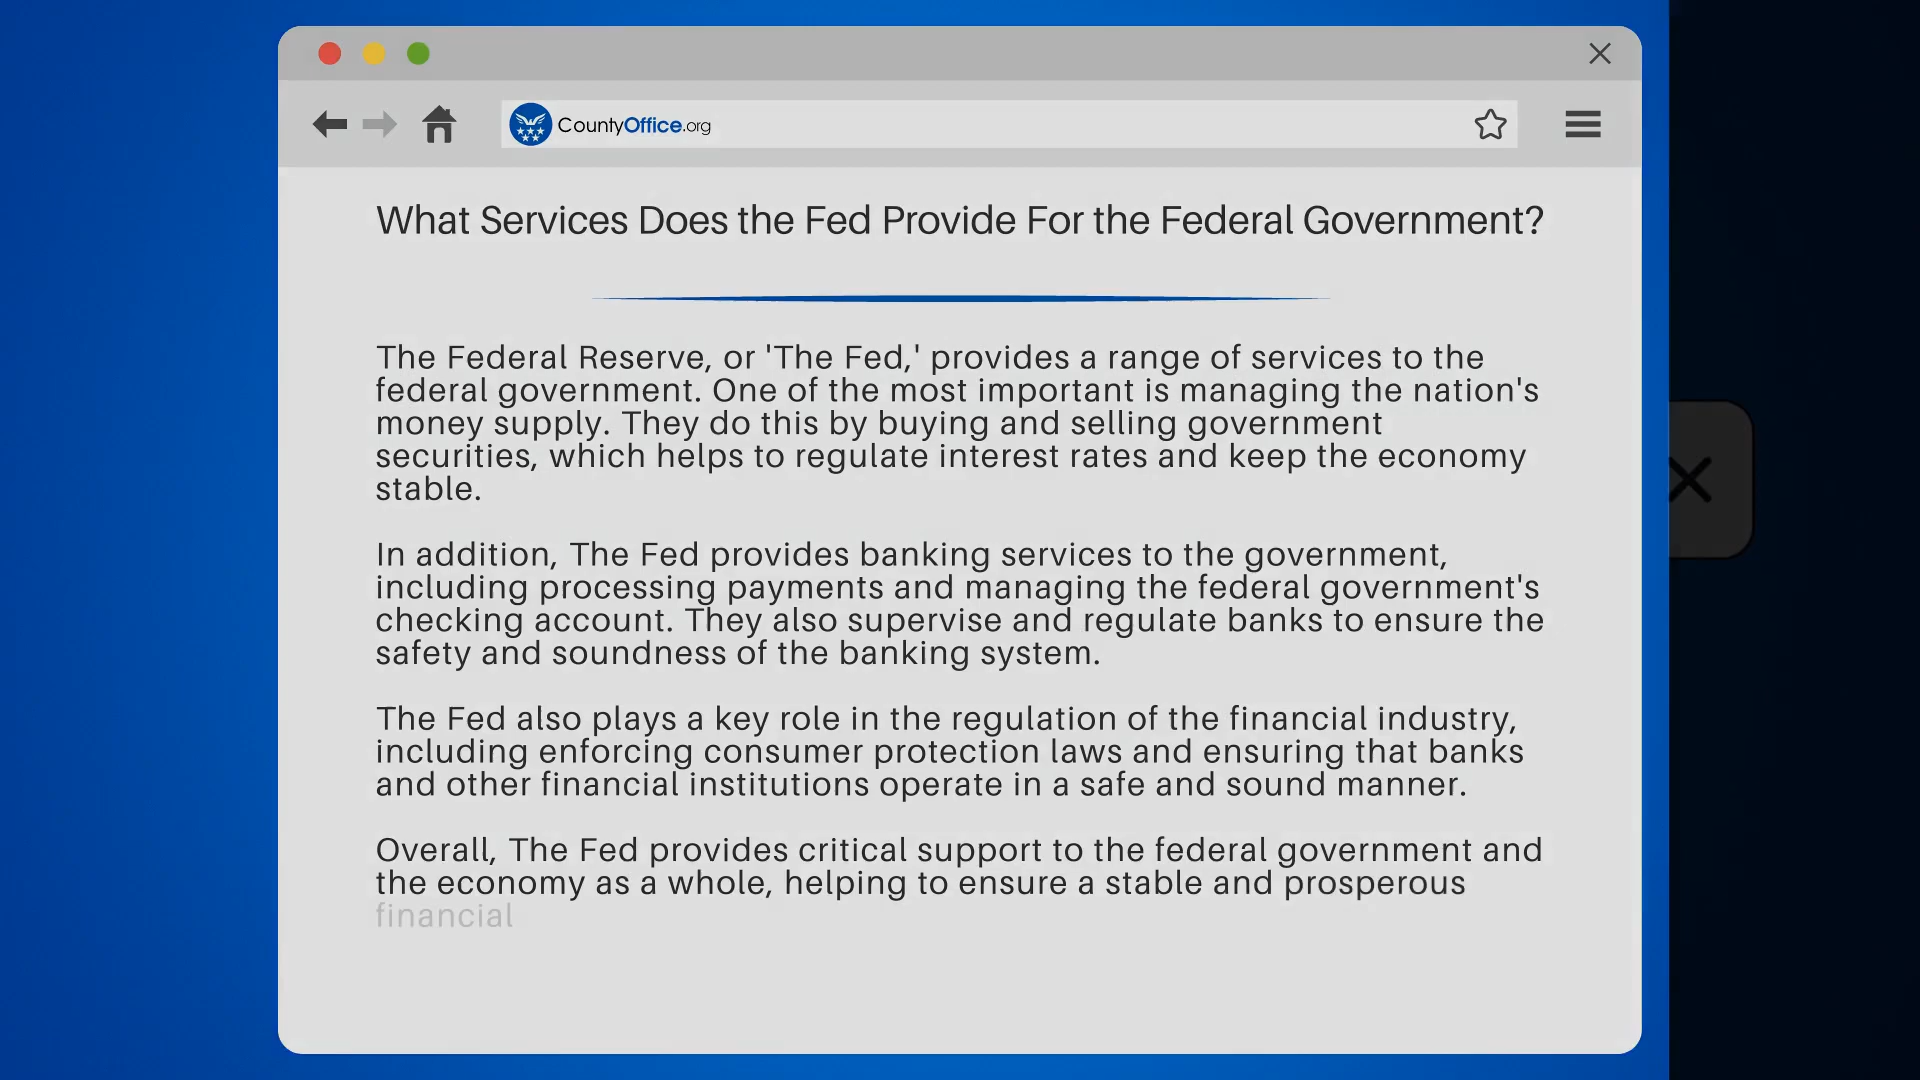 CountyOffice.org
What Services Does the Fed Provide For the Federal Government?
The Federal Reserve, or 'The Fed,' provides a range of services to the
federal government. One of the most important is managing the nation's
money supply. They do this by buying and selling government
securities, which helps to regulate interest rates and keep the economy
stable.
In addition, The Fed provides banking services to the government,
including processing payments and managing the federal government's
checking account. They also supervise and regulate banks to ensure the
safety and soundness of the banking system.
The Fed also plays a key role in the regulation of the financial industry,
including enforcing consumer protection laws and ensuring that banks
and other financial institutions operate in a safe and sound manner.
Overall, The Fed provides critical support to the federal government and
the economy as a whole, helping to ensure a stable and prosperous
financial